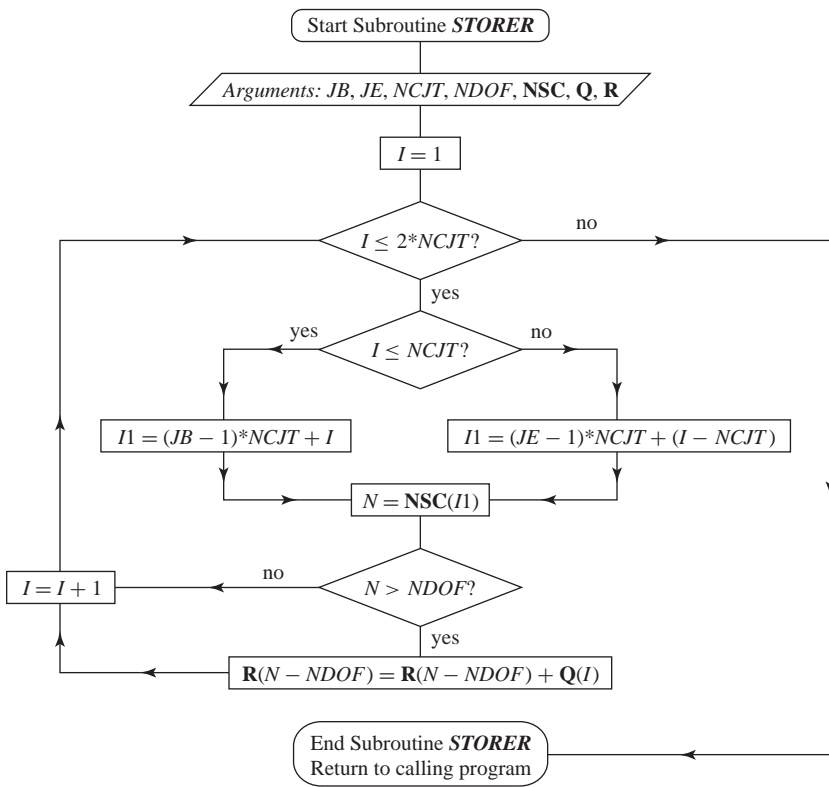 Start Subroutine STORER
Arguments: JB, JE, NCJT, NDOF, NSC, Q, R
I = 1
I ≤ 2*NCJT?
no
yes
I ≤ NCJT?
yes
no
I1 = (JB − 1)*NCJT + I
I1 = (JE − 1)*NCJT + (I − NCJT)
N = NSC(I1)
N > NDOF?
no
I = I + 1
yes
R(N − NDOF) = R(N − NDOF) + Q(I)
End Subroutine STORER
Return to calling program